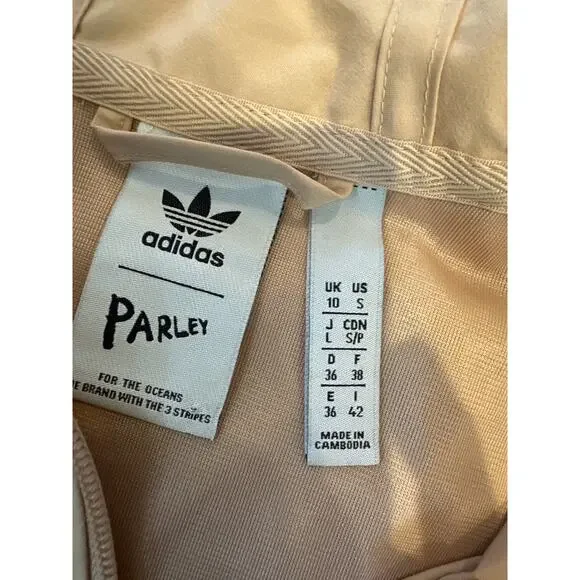 adidas
PARLEY
FOR THE OCEANS
BRAND WITH THE 3 STRIPES
UK US
10 S
J CDN
L S/P
D F
36 38
E I
36 42
MADE IN
CAMBODIA